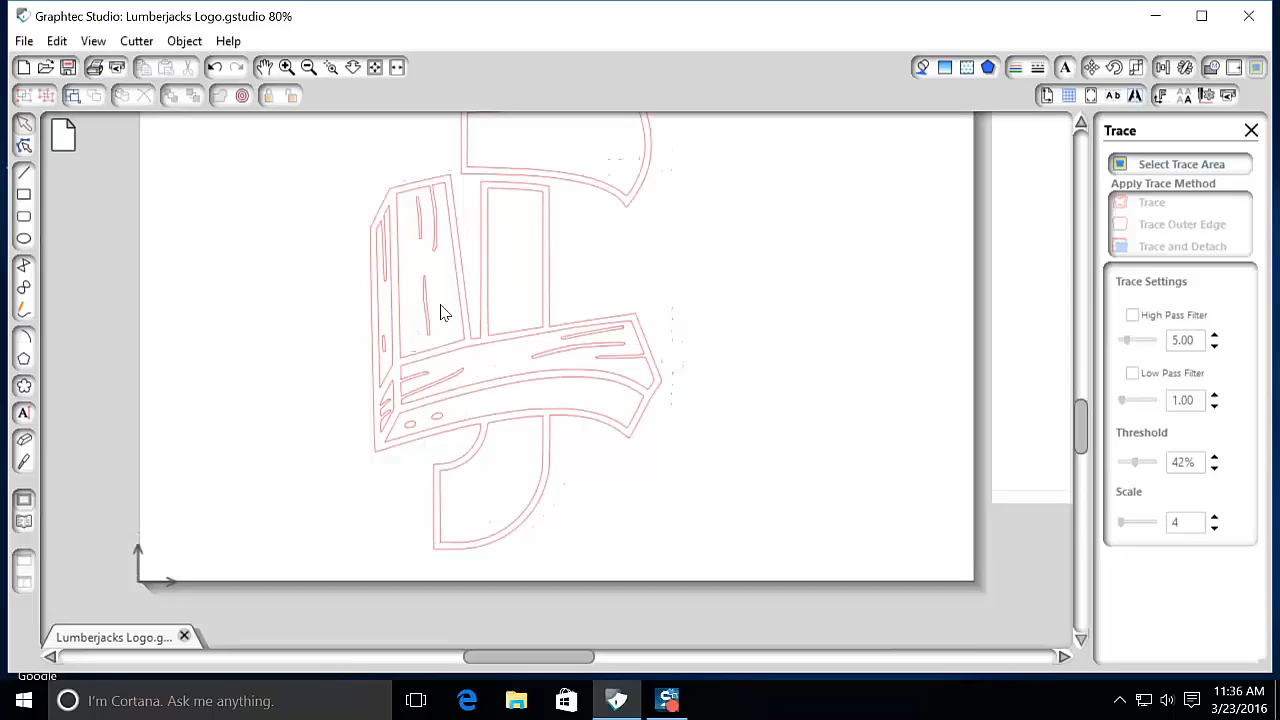 Graphtec Studio: Lumberjacks Logo.gstudio 80%
File Edit View Cutter Object Help
Trace
Select Trace Area
Apply Trace Method
Trace
Trace Outer Edge
Trace and Detach
Trace Settings
High Pass Filter
5.00
Low Pass Filter
1.00
Threshold
42%
Scale
4
Lumberjacks Logo.g...
Google
I'm Cortana. Ask me anything.
11:36 AM
3/23/2016